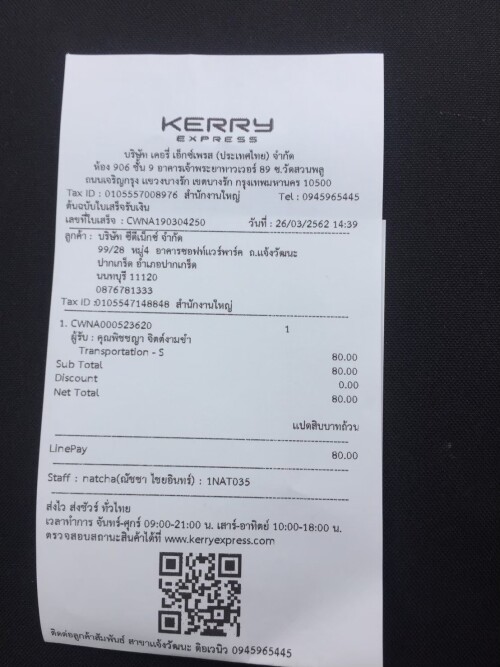 KERRY
EXPRESS
บริษัท เคอรี่ เอ็กซ์เพรส (ประเทศไทย) จำกัด
ห้อง 906 ชั้น 9 อาคารเจ้าพระยาทาวเวอร์ 89 ซ.วัดสวนพลู
ถนนเจริญกรุง แขวงบางรัก เขตบางรัก กรุงเทพมหานคร 10500
Tax ID : 0105557008976 สำนักงานใหญ่ Tel : 0945965445
ต้นฉบับใบเสร็จรับเงิน
เลขที่ใบเสร็จ : CWNA190304250 วันที่ : 26/03/2562 14:39
ลูกค้า : บริษัท ซีดีเน็กซ์ จำกัด
99/28 หมู่4 อาคารซอฟท์แวร์พาร์ค ถ.แจ้งวัฒนะ
ปากเกร็ด อำเภอปากเกร็ด
นนทบุรี 11120
0876781333
Tax ID :0105547148848 สำนักงานใหญ่
1. CWNA000523620 1
ผู้รับ : คุณพิชชญา จิตต์งามขำ
Transportation - S 80.00
Sub Total 80.00
Discount 0.00
Net Total 80.00
แปดสิบบาทถ้วน
LinePay 80.00
Staff : natcha(ณัชชา ไชยอินทร์) : 1NAT035
ส่งไว ส่งชัวร์ ทั่วไทย
เวลาทำการ จันทร์-ศุกร์ 09:00-21:00 น. เสาร์-อาทิตย์ 10:00-18:00 น.
ตรวจสอบสถานะสินค้าได้ที่ www.kerryexpress.com
ติดต่อลูกค้าสัมพันธ์ สาขาแจ้งวัฒนะ ดิอเวนิว 0945965445